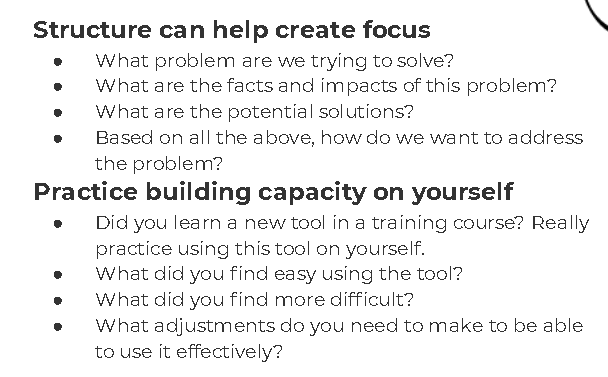 Structure can help create focus
● What problem are we trying to solve?
● What are the facts and impacts of this problem?
● What are the potential solutions?
● Based on all the above, how do we want to address
the problem?
Practice building capacity on yourself
● Did you learn a new tool in a training course? Really
practice using this tool on yourself.
● What did you find easy using the tool?
● What did you find more difficult?
● What adjustments do you need to make to be able
to use it effectively?